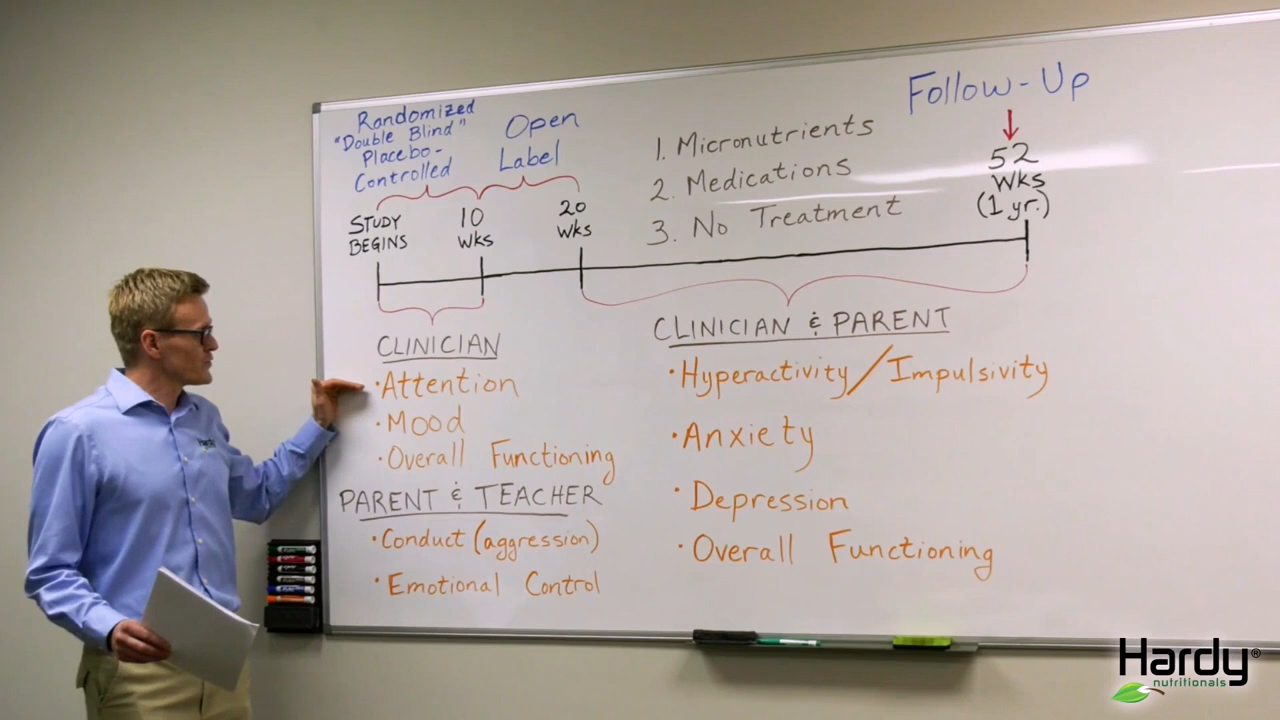 Randomized
"Double Blind"
Placebo-
Controlled
Open
Label
1. Micronutrients
2. Medications
3. No Treatment
Follow-Up
52
Wks
(1 yr.)
STUDY
BEGINS
10
Wks
20
Wks
CLINICIAN
·Attention
·Mood
·Overall Functioning
PARENT & TEACHER
·Conduct (aggression)
·Emotional Control
CLINICIAN & PARENT
·Hyperactivity/Impulsivity
·Anxiety
·Depression
·Overall Functioning
Hardy
Hardy®
nutritionals